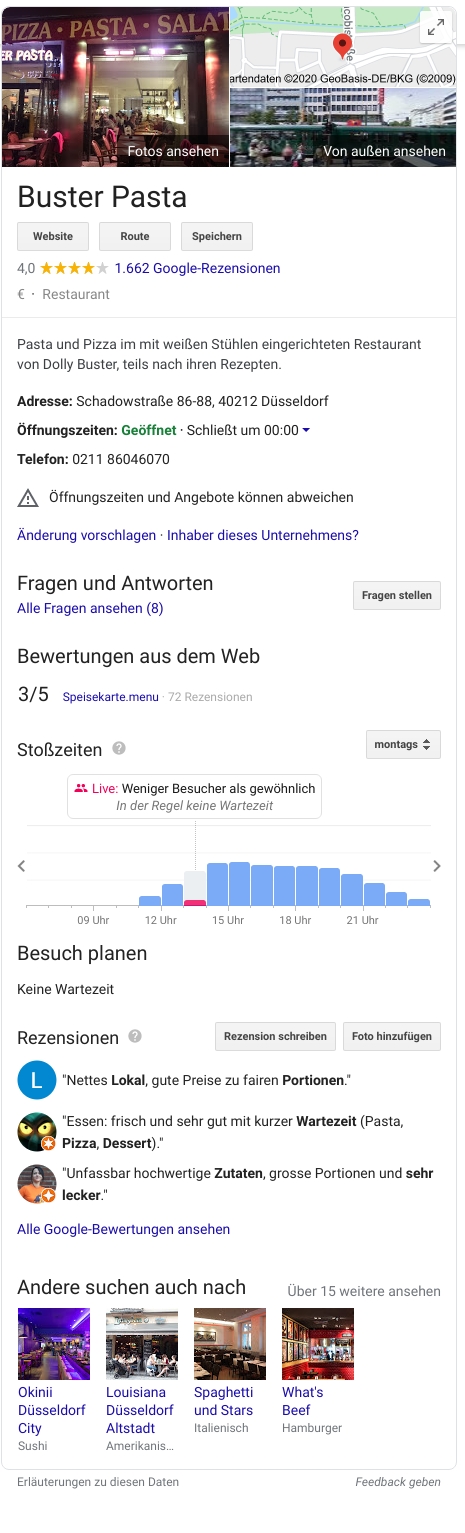 PIZZA · PASTA · SALAT
ER PASTA
artendaten ©2020 GeoBasis-DE/BKG (©2009)
Fotos ansehen
Von außen ansehen
Buster Pasta
Website Route Speichern
4,0 1.662 Google-Rezensionen
€ · Restaurant
Pasta und Pizza im mit weißen Stühlen eingerichteten Restaurant
von Dolly Buster, teils nach ihren Rezepten.
Adresse: Schadowstraße 86-88, 40212 Düsseldorf
Öffnungszeiten: Geöffnet · Schließt um 00:00
Telefon: 0211 86046070
Öffnungszeiten und Angebote können abweichen
Änderung vorschlagen · Inhaber dieses Unternehmens?
Fragen und Antworten
Alle Fragen ansehen (8)
Fragen stellen
Bewertungen aus dem Web
3/5 Speisekarte.menu · 72 Rezensionen
Stoßzeiten ?
montags
Live: Weniger Besucher als gewöhnlich
In der Regel keine Wartezeit
09 Uhr 12 Uhr 15 Uhr 18 Uhr 21 Uhr
Besuch planen
Keine Wartezeit
Rezensionen ? Rezension schreiben Foto hinzufügen
L "Nettes Lokal, gute Preise zu fairen Portionen."
"Essen: frisch und sehr gut mit kurzer Wartezeit (Pasta,
Pizza, Dessert)."
"Unfassbar hochwertige Zutaten, grosse Portionen und sehr
lecker."
Alle Google-Bewertungen ansehen
Andere suchen auch nach
Über 15 weitere ansehen
Okinii
Düsseldorf
City
Sushi
Louisiana
Düsseldorf
Altstadt
Amerikanis...
Spaghetti
und Stars
Italienisch
What's
Beef
Hamburger
Erläuterungen zu diesen Daten
Feedback geben